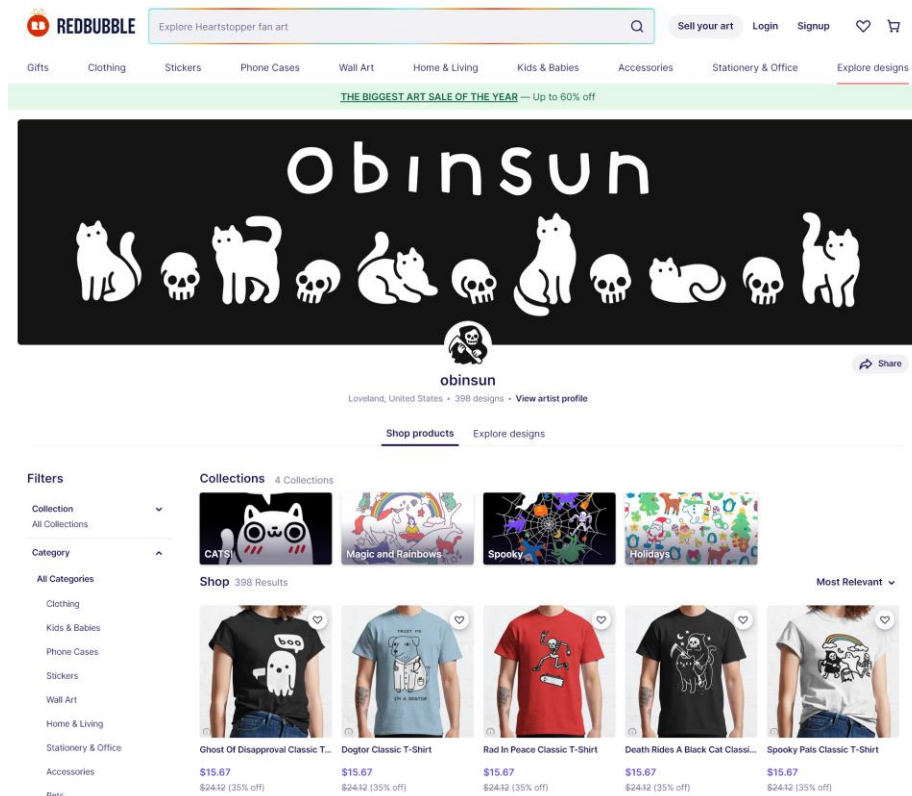 RB REDBUBBLE
Explore Heartstopper fan art
Sell your art Login Signup
Gifts Clothing Stickers Phone Cases Wall Art Home & Living Kids & Babies Accessories Stationery & Office Explore designs
THE BIGGEST ART SALE OF THE YEAR — Up to 60% off
obinsun
Share
obinsun
Loveland, United States • 398 designs • View artist profile
Shop products Explore designs
Filters
Collection
All Collections
Category
All Categories
Clothing
Kids & Babies
Phone Cases
Stickers
Wall Art
Home & Living
Stationery & Office
Accessories
Pets
Collections 4 Collections
CATS!
Magic and Rainbows
Spooky
Holidays
Shop 398 Results
Most Relevant
boo
TRUST ME
I'M A DOGTOR
Ghost Of Disapproval Classic T... Dogtor Classic T-Shirt Rad In Peace Classic T-Shirt Death Rides A Black Cat Classi... Spooky Pals Classic T-Shirt
$15.67 $15.67 $15.67 $15.67 $15.67
$24.12 (35% off) $24.12 (35% off) $24.12 (35% off) $24.12 (35% off) $24.12 (35% off)